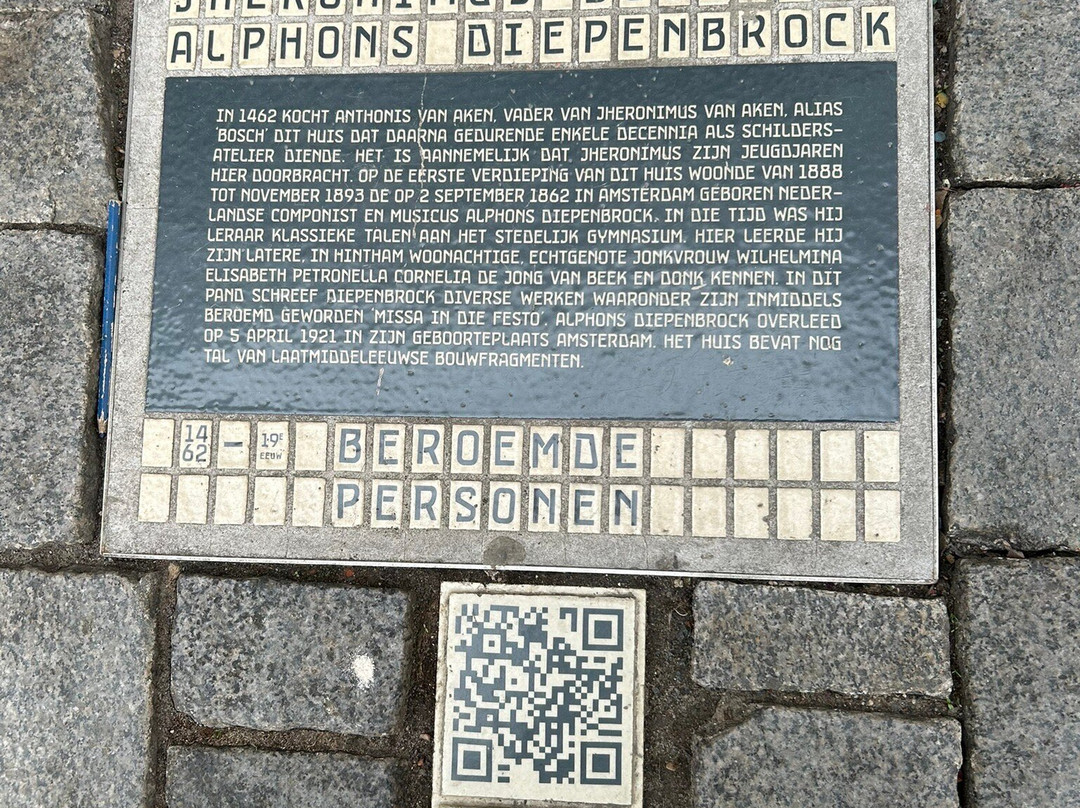 JHERONIMUS
ALPHONS DIEPENBROCK
IN 1462 KOCHT ANTHONIS VAN AKEN, VADER VAN JHERONIMUS VAN AKEN, ALIAS
'BOSCH' DIT HUIS DAT DAARNA GEDURENDE ENKELE DECENNIA ALS SCHILDERS-
ATELIER DIENDE. HET IS AANNEMELIJK DAT JHERONIMUS ZIJN JEUGDJAREN
HIER DOORBRACHT. OP DE EERSTE VERDIEPING VAN DIT HUIS WOONDE VAN 1888
TOT NOVEMBER 1893 DE OP 2 SEPTEMBER 1862 IN AMSTERDAM GEBOREN NEDER-
LANDSE COMPONIST EN MUSICUS ALPHONS DIEPENBROCK. IN DIE TIJD WAS HIJ
LERAAR KLASSIEKE TALEN AAN HET STEDELIJK GYMNASIUM. HIER LEERDE HIJ
ZIJN LATERE, IN HINTHAM WOONACHTIGE, ECHTGENOTE JONKVROUW WILHELMINA
ELISABETH PETRONELLA CORNELIA DE JONG VAN BEEK EN DONK KENNEN. IN DIT
PAND SCHREEF DIEPENBROCK DIVERSE WERKEN WAARONDER ZIJN INMIDDELS
BEROEMD GEWORDEN 'MISSA IN DIE FESTO'. ALPHONS DIEPENBROCK OVERLEED
OP 5 APRIL 1921 IN ZIJN GEBOORTEPLAATS AMSTERDAM. HET HUIS BEVAT NOG
TAL VAN LAATMIDDELEEUWSE BOUWFRAGMENTEN.
1462 - 19E EEUW BEROEMDE
PERSONEN